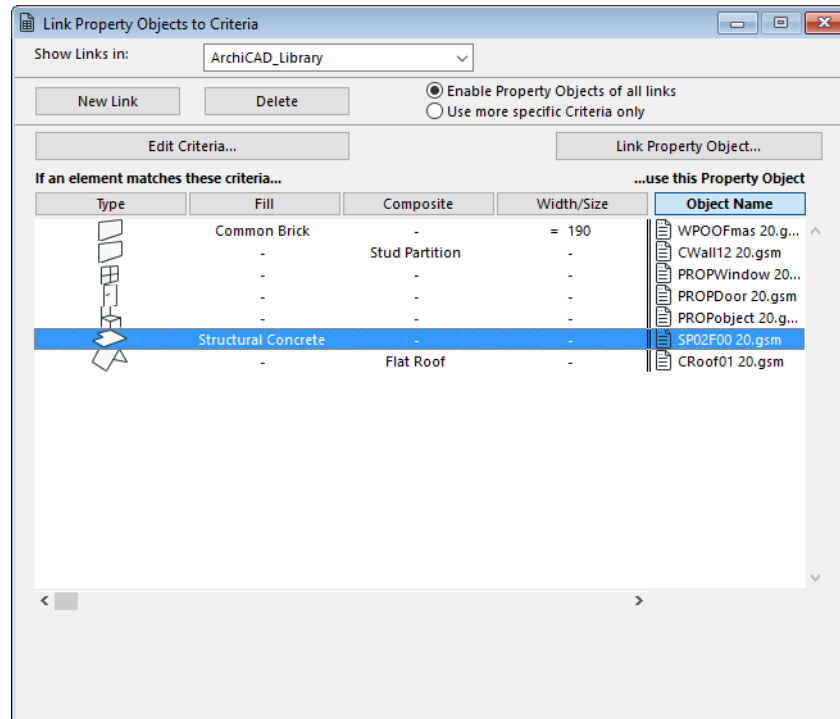 Link Property Objects to Criteria
Show Links in: ArchiCAD_Library
New Link Delete Enable Property Objects of all links
Use more specific Criteria only
Edit Criteria... Link Property Object...
If an element matches these criteria... ...use this Property Object
Type Fill Composite Width/Size Object Name
Common Brick - = 190 WPOOFmas 20.g...
- Stud Partition - CWall12 20.gsm
- - - PROPWindow 20...
- - - PROPDoor 20.gsm
- - - PROPobject 20.g...
Structural Concrete - - SP02F00 20.gsm
- Flat Roof - CRoof01 20.gsm